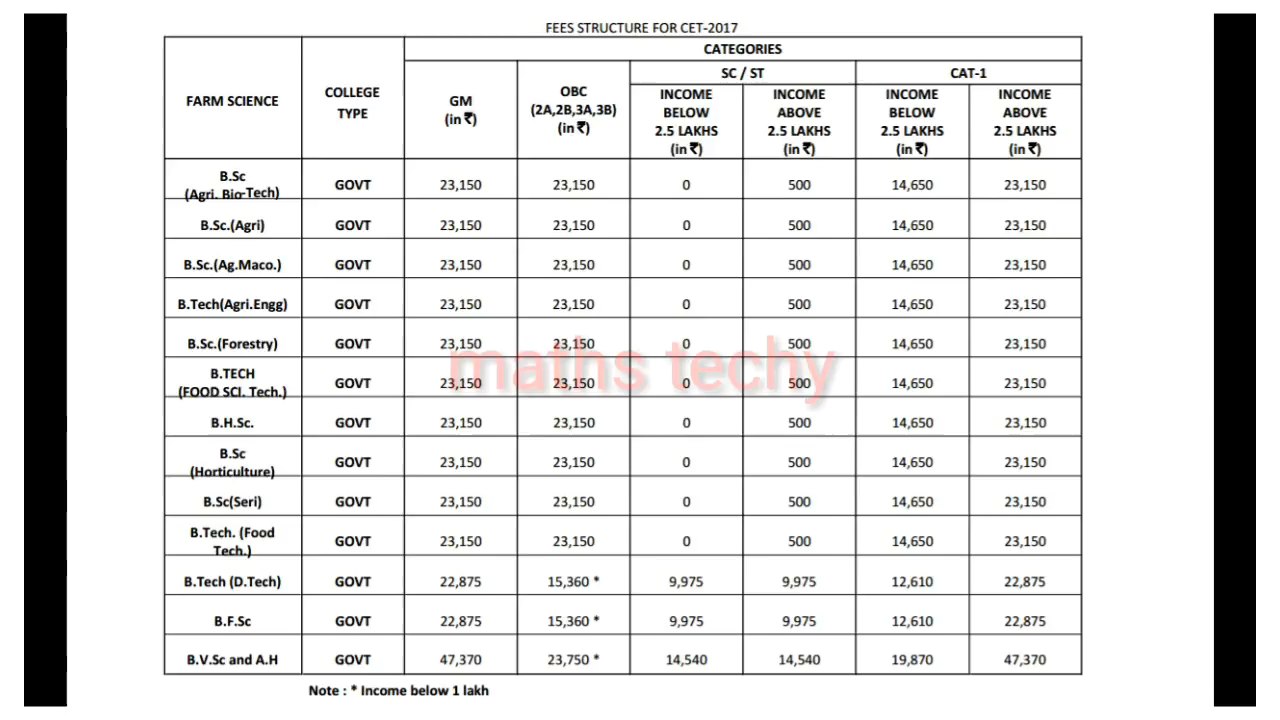 FEES STRUCTURE FOR CET-2017
FARM SCIENCE COLLEGE TYPE CATEGORIES
GM (in ₹) OBC (2A,2B,3A,3B) (in ₹) SC / ST CAT-1
INCOME BELOW 2.5 LAKHS (in ₹) INCOME ABOVE 2.5 LAKHS (in ₹) INCOME BELOW 2.5 LAKHS (in ₹) INCOME ABOVE 2.5 LAKHS (in ₹)
B.Sc (Agri. Bio-Tech) GOVT 23,150 23,150 0 500 14,650 23,150
B.Sc.(Agri) GOVT 23,150 23,150 0 500 14,650 23,150
B.Sc.(Ag.Maco.) GOVT 23,150 23,150 0 500 14,650 23,150
B.Tech(Agri.Engg) GOVT 23,150 23,150 0 500 14,650 23,150
B.Sc.(Forestry) GOVT 23,150 23,150 0 500 14,650 23,150
maths techy
B.TECH (FOOD SCI. Tech.) GOVT 23,150 23,150 0 500 14,650 23,150
B.H.Sc. GOVT 23,150 23,150 0 500 14,650 23,150
B.Sc (Horticulture) GOVT 23,150 23,150 0 500 14,650 23,150
B.Sc(Seri) GOVT 23,150 23,150 0 500 14,650 23,150
B.Tech. (Food Tech.) GOVT 23,150 23,150 0 500 14,650 23,150
B.Tech (D.Tech) GOVT 22,875 15,360 * 9,975 9,975 12,610 22,875
B.F.Sc GOVT 22,875 15,360 * 9,975 9,975 12,610 22,875
B.V.Sc and A.H GOVT 47,370 23,750 * 14,540 14,540 19,870 47,370
Note : * Income below 1 lakh